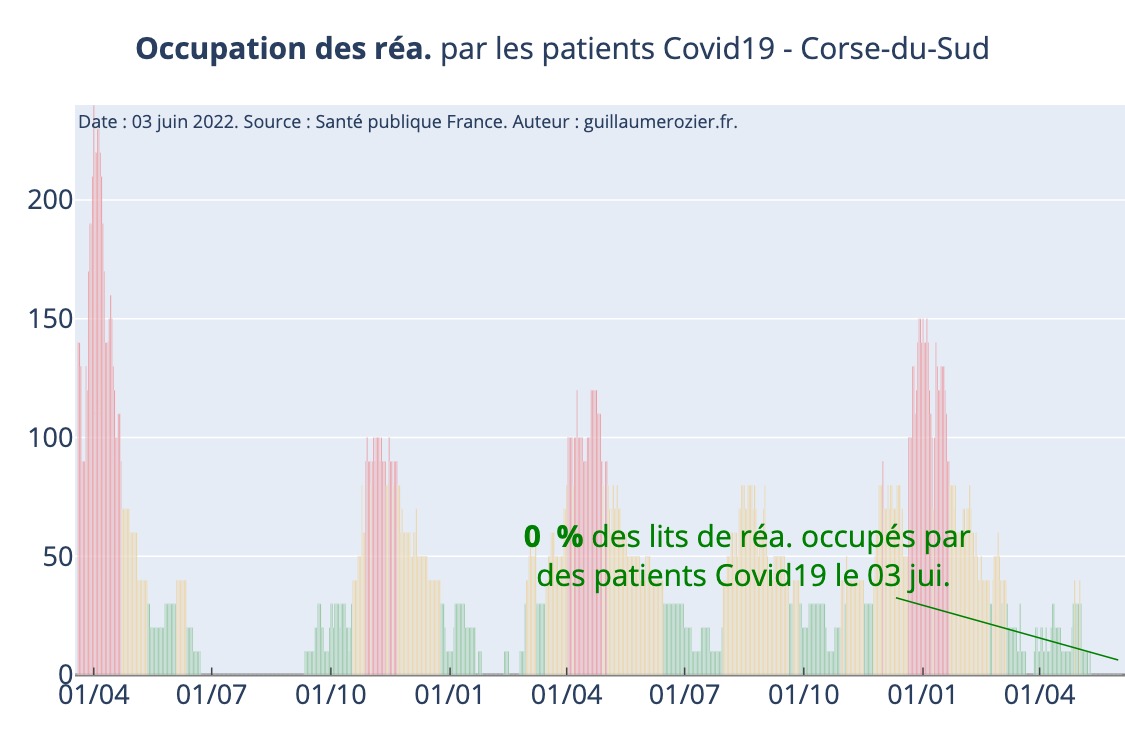 Occupation des réa. par les patients Covid19 - Corse-du-Sud
Date : 03 juin 2022. Source : Santé publique France. Auteur : guillaumerozier.fr.
200
150
100
50
0
0 % des lits de réa. occupés par
des patients Covid19 le 03 jui.
01/04 01/07 01/10 01/01 01/04 01/07 01/10 01/01 01/04